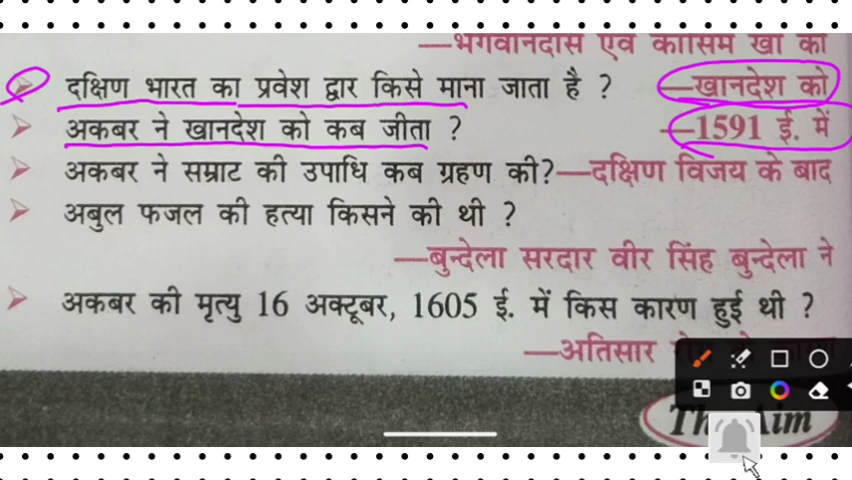 —भगवानदास एवं कासिम खाँ को
दक्षिण भारत का प्रवेश द्वार किसे माना जाता है ? —खानदेश को
अकबर ने खानदेश को कब जीता ? —1591 ई. में
अकबर ने सम्राट की उपाधि कब ग्रहण की?—दक्षिण विजय के बाद
अबुल फजल की हत्या किसने की थी ?
—बुन्देला सरदार वीर सिंह बुन्देला ने
अकबर की मृत्यु 16 अक्टूबर, 1605 ई. में किस कारण हुई थी ?
—अतिसार
Aim